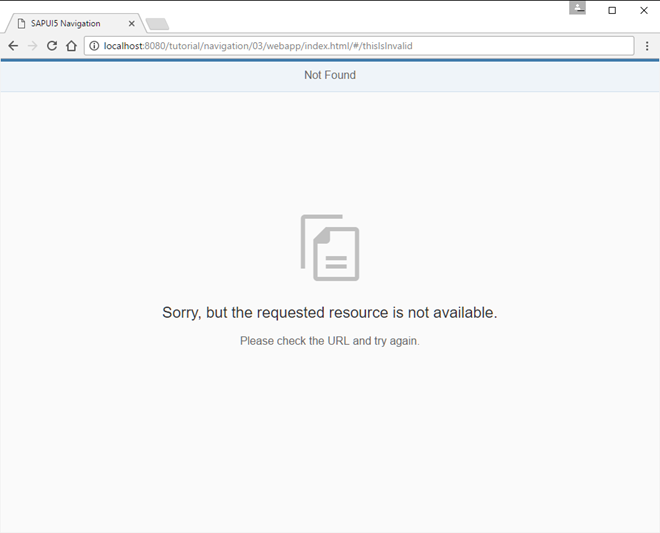 SAPUI5 Navigation
localhost:8080/tutorial/navigation/03/webapp/index.html/#/thisIsInvalid
Not Found
Sorry, but the requested resource is not available.
Please check the URL and try again.